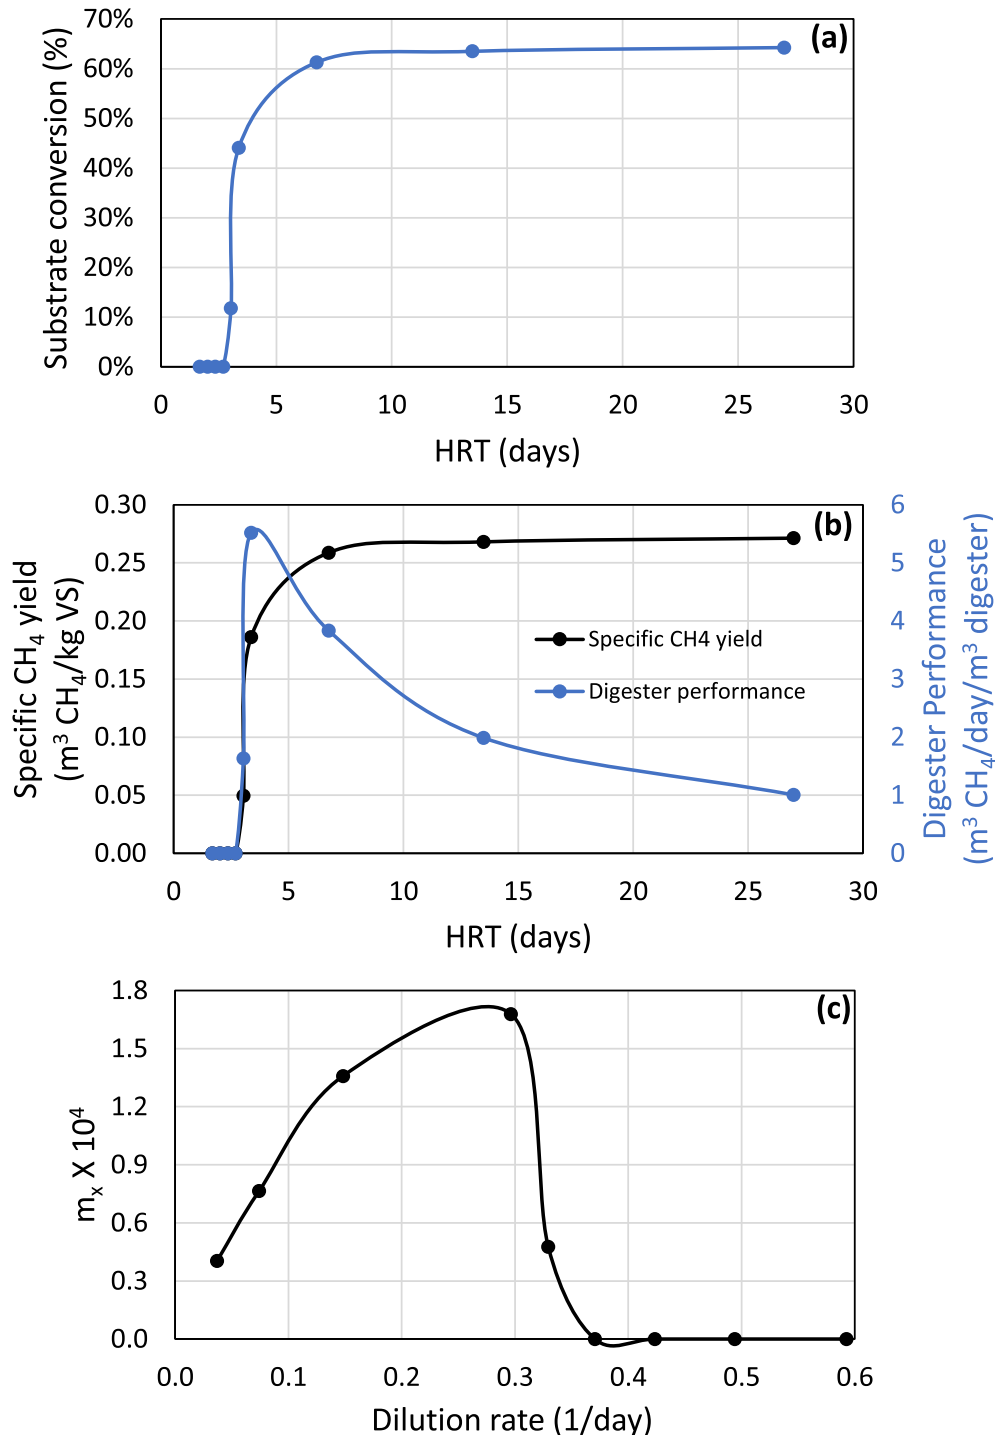 (a)
Substrate conversion (%)
70%
60%
50%
40%
30%
20%
10%
0%
0 5 10 15 20 25 30
HRT (days)
(b)
Specific CH₄ yield
(m³ CH₄/kg VS)
0.30
0.25
0.20
0.15
0.10
0.05
0.00
Specific CH4 yield
Digester performance
6
5
4
3
2
1
0
Digester Performance
(m³ CH₄/day/m³ digester)
0 5 10 15 20 25 30
HRT (days)
(c)
mₓ X 10⁴
1.8
1.5
1.2
0.9
0.6
0.3
0.0
0.0 0.1 0.2 0.3 0.4 0.5 0.6
Dilution rate (1/day)